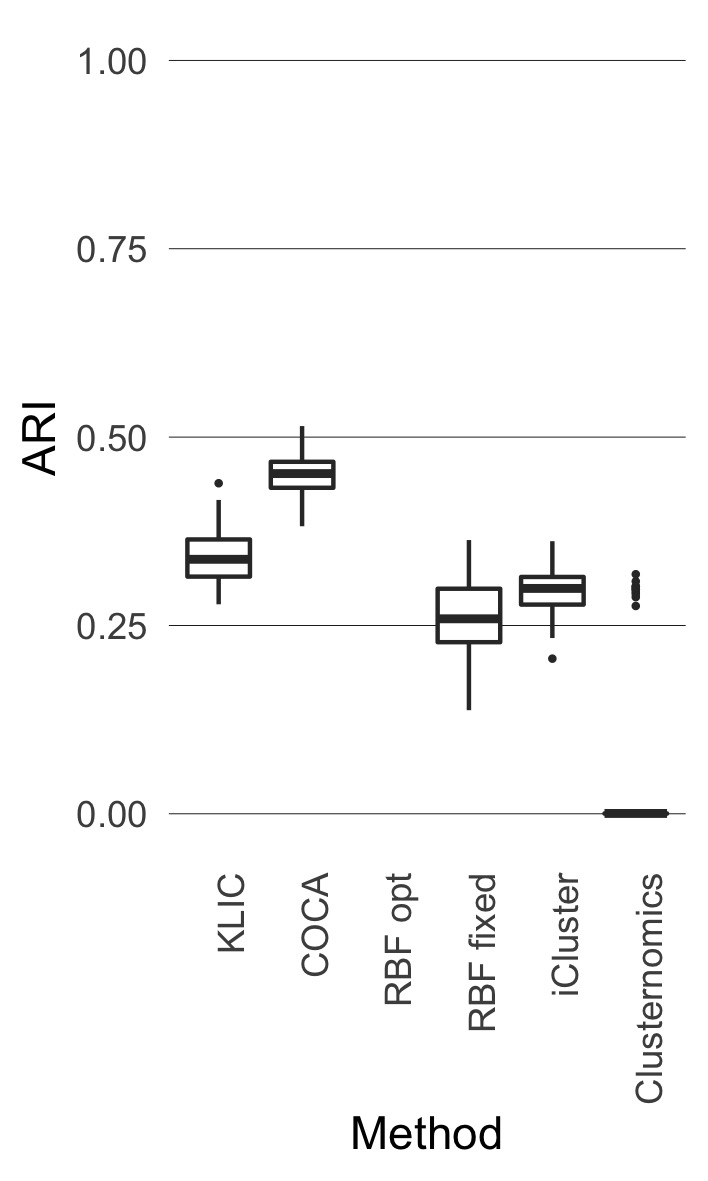 1.00
0.75
0.50
0.25
0.00
ARI
KLIC
COCA
RBF opt
RBF fixed
iCluster
Clusternomics
Method